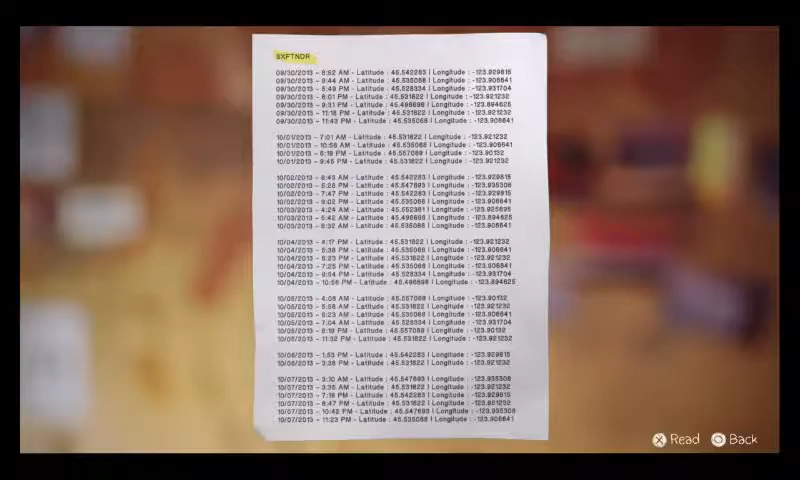 SXFTNDR
09/30/2013 - 6:52 AM - Latitude : 45.542283 | Longitude : -123.929815
09/30/2013 - 9:44 AM - Latitude : 45.535068 | Longitude : -123.906641
09/30/2013 - 5:49 PM - Latitude : 45.528334 | Longitude : -123.931704
09/30/2013 - 6:01 PM - Latitude : 45.531822 | Longitude : -123.921232
09/30/2013 - 9:31 PM - Latitude : 45.496696 | Longitude : -123.894625
09/30/2013 - 11:18 PM - Latitude : 45.531822 | Longitude : -123.921232
09/30/2013 - 11:43 PM - Latitude : 45.535068 | Longitude : -123.906641
10/01/2013 - 7:01 AM - Latitude : 45.531822 | Longitude : -123.921232
10/01/2013 - 10:56 AM - Latitude : 45.535068 | Longitude : -123.906641
10/01/2013 - 6:19 PM - Latitude : 45.557069 | Longitude : -123.90132
10/01/2013 - 9:45 PM - Latitude : 45.531822 | Longitude : -123.921232
10/02/2013 - 8:45 AM - Latitude : 45.542283 | Longitude : -123.929815
10/02/2013 - 5:28 PM - Latitude : 45.547693 | Longitude : -123.935308
10/02/2013 - 7:47 PM - Latitude : 45.542283 | Longitude : -123.929815
10/02/2013 - 9:02 PM - Latitude : 45.535068 | Longitude : -123.906641
10/03/2013 - 4:24 AM - Latitude : 45.552381 | Longitude :
10/03/2013 - 5:42 AM - Latitude : 45.496696 | Longitude : -123.894625
10/03/2013 - 8:32 AM - Latitude : 45.535068 | Longitude : -123.906641
10/04/2013 - 4:17 PM - Latitude : 45.531822 | Longitude : -123.921232
10/04/2013 - 5:36 PM - Latitude : 45.535068 | Longitude : -123.906641
10/04/2013 - 6:23 PM - Latitude : 45.531822 | Longitude : -123.921232
10/04/2013 - 7:25 PM - Latitude : 45.535068 | Longitude : -123.906641
10/04/2013 - 9:54 PM - Latitude : 45.528334 | Longitude : -123.931704
10/04/2013 - 10:56 PM - Latitude : 45.496696 | Longitude : -123.894625
10/05/2013 - 4:08 AM - Latitude : 45.557069 | Longitude : -123.90132
10/05/2013 - 5:58 AM - Latitude : 45.531822 | Longitude : -123.921232
10/05/2013 - 6:23 AM - Latitude : 45.535068 | Longitude : -123.906641
10/05/2013 - 7:04 AM - Latitude : 45.528334 | Longitude : -123.931704
10/05/2013 - 8:19 PM - Latitude : 45.557069 | Longitude : -123.90132
10/05/2013 - 11:32 PM - Latitude : 45.531822 | Longitude : -123.921232
10/06/2013 - 1:53 PM - Latitude : 45.542283 | Longitude : -123.929815
10/06/2013 - 3:38 PM - Latitude : 45.531822 | Longitude : -123.921232
10/07/2013 - 3:10 AM - Latitude : 45.547693 | Longitude : -123.935308
10/07/2013 - 3:35 AM - Latitude : 45.531822 | Longitude : -123.921232
10/07/2013 - 7:19 PM - Latitude : 45.542283 | Longitude : -123.929815
10/07/2013 - 8:47 PM - Latitude : 45.531822 | Longitude : -123.921232
10/07/2013 - 10:42 PM - Latitude : 45.547693 | Longitude : -123.935308
10/07/2013 - 11:23 PM - Latitude : 45.535068 | Longitude : -123.906641
Read Back